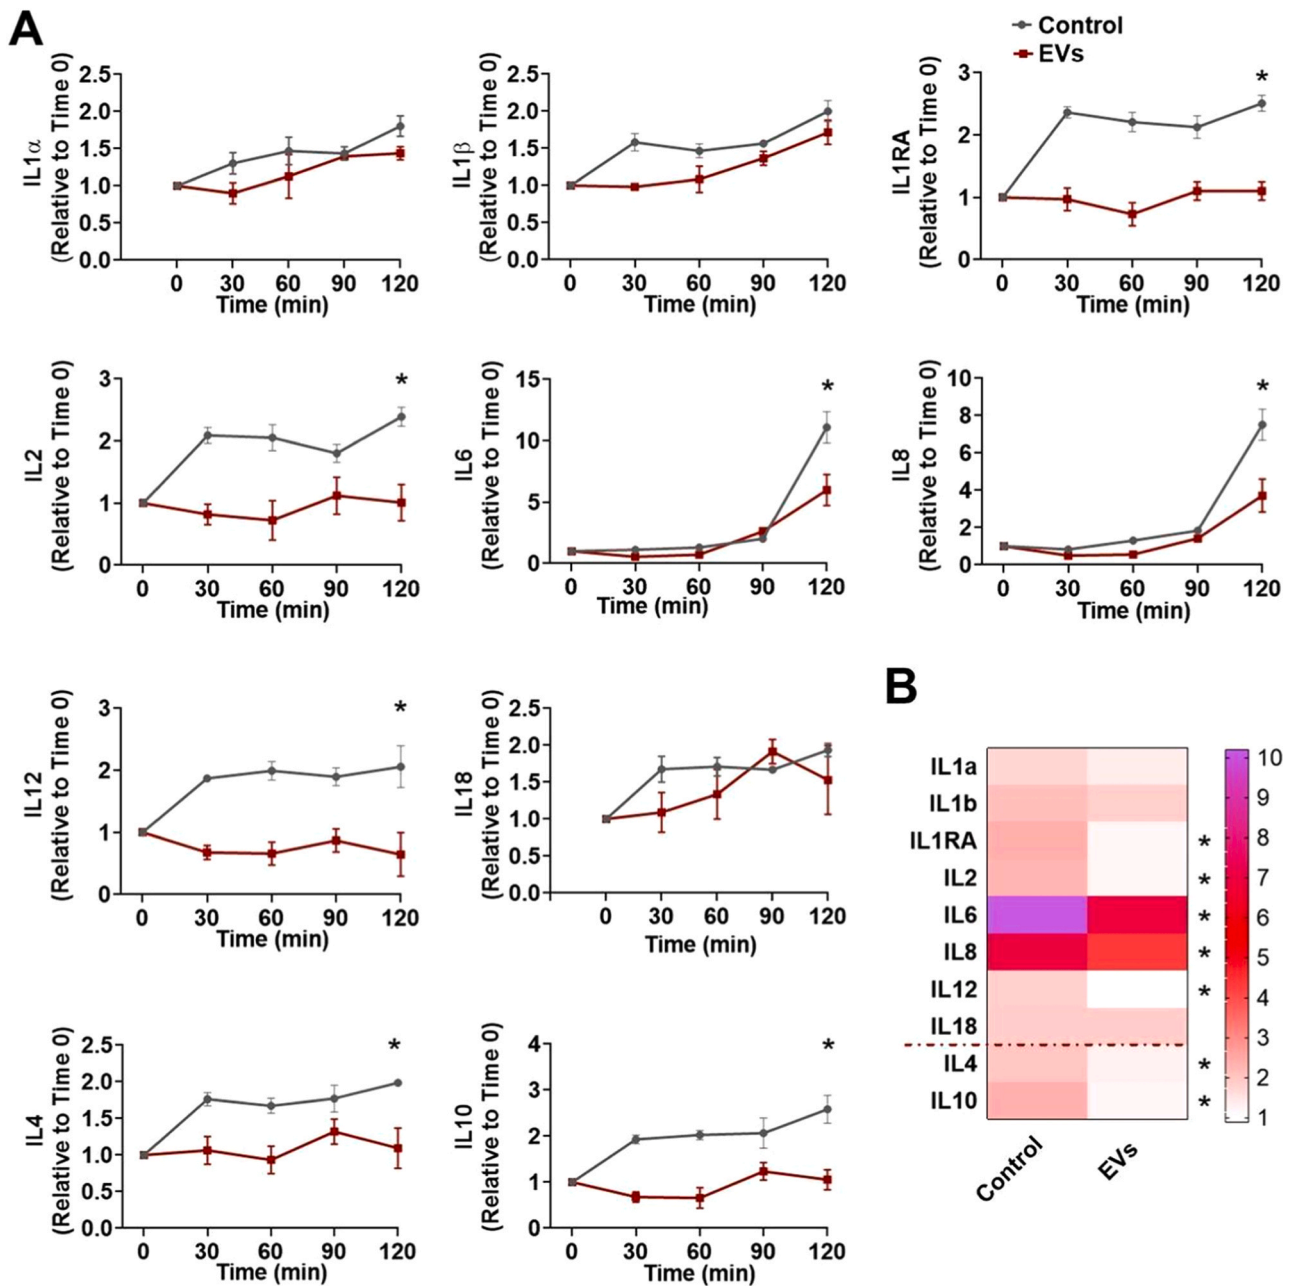 A
Control
EVs
IL1α
(Relative to Time 0)
2.5
2.0
1.5
1.0
0.5
0.0
0 30 60 90 120
Time (min)
IL1β
(Relative to Time 0)
2.5
2.0
1.5
1.0
0.5
0.0
0 30 60 90 120
Time (min)
IL1RA
(Relative to Time 0)
3
2
1
0
*
0 30 60 90 120
Time (min)
IL2
(Relative to Time 0)
3
2
1
0
*
0 30 60 90 120
Time (min)
IL6
(Relative to Time 0)
15
10
5
0
*
0 30 60 90 120
Time (min)
IL8
(Relative to Time 0)
10
8
6
4
2
0
*
0 30 60 90 120
Time (min)
IL12
(Relative to Time 0)
3
2
1
0
*
0 30 60 90 120
Time (min)
IL18
(Relative to Time 0)
2.5
2.0
1.5
1.0
0.5
0.0
0 30 60 90 120
Time (min)
IL4
(Relative to Time 0)
2.5
2.0
1.5
1.0
0.5
0.0
*
0 30 60 90 120
Time (min)
IL10
(Relative to Time 0)
4
3
2
1
0
*
0 30 60 90 120
Time (min)
B
IL1a
IL1b
IL1RA *
IL2 *
IL6 *
IL8 *
IL12 *
IL18
IL4 *
IL10 *
Control
EVs
10
9
8
7
6
5
4
3
2
1